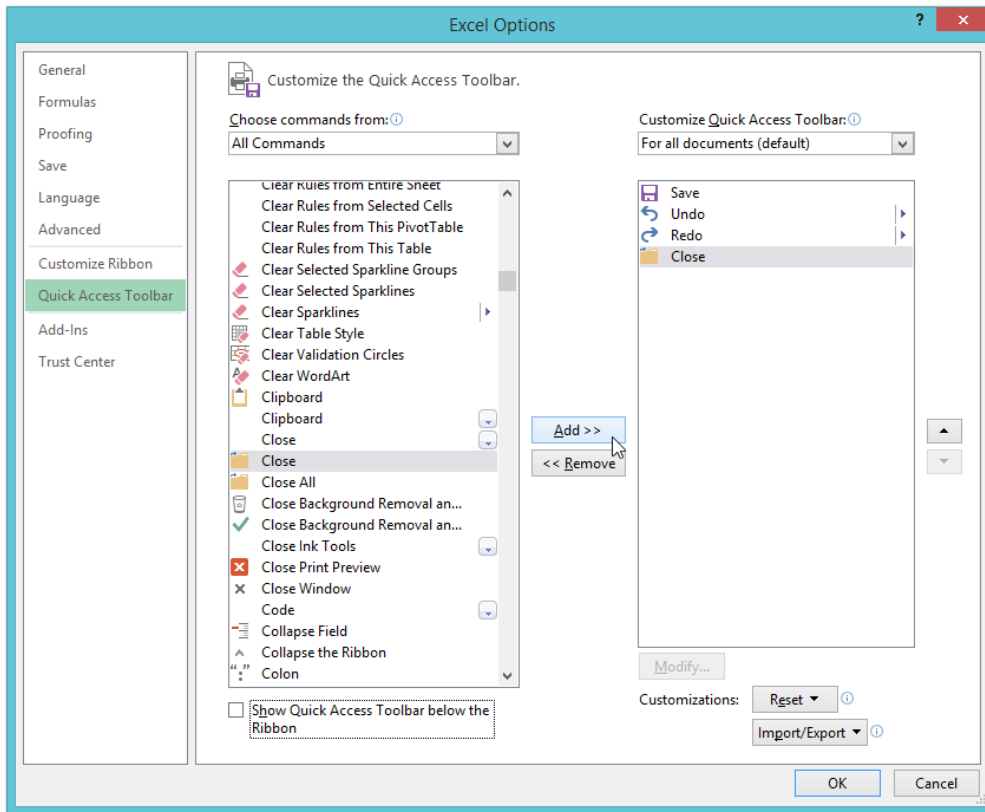 Excel Options
?
×
General
Formulas
Proofing
Save
Language
Advanced
Customize Ribbon
Quick Access Toolbar
Add-Ins
Trust Center
Customize the Quick Access Toolbar.
Choose commands from:
All Commands
Clear Rules from Entire Sheet
Clear Rules from Selected Cells
Clear Rules from This PivotTable
Clear Rules from This Table
Clear Selected Sparkline Groups
Clear Selected Sparklines
Clear Sparklines
Clear Table Style
Clear Validation Circles
Clear WordArt
Clipboard
Clipboard
Close
Close
Close All
Close Background Removal an...
Close Background Removal an...
Close Ink Tools
Close Print Preview
Close Window
Code
Collapse Field
Collapse the Ribbon
Colon
Show Quick Access Toolbar below the
Ribbon
Add >>
<< Remove
Customize Quick Access Toolbar:
For all documents (default)
Save
Undo
Redo
Close
Modify...
Customizations:
Reset
Import/Export
OK
Cancel